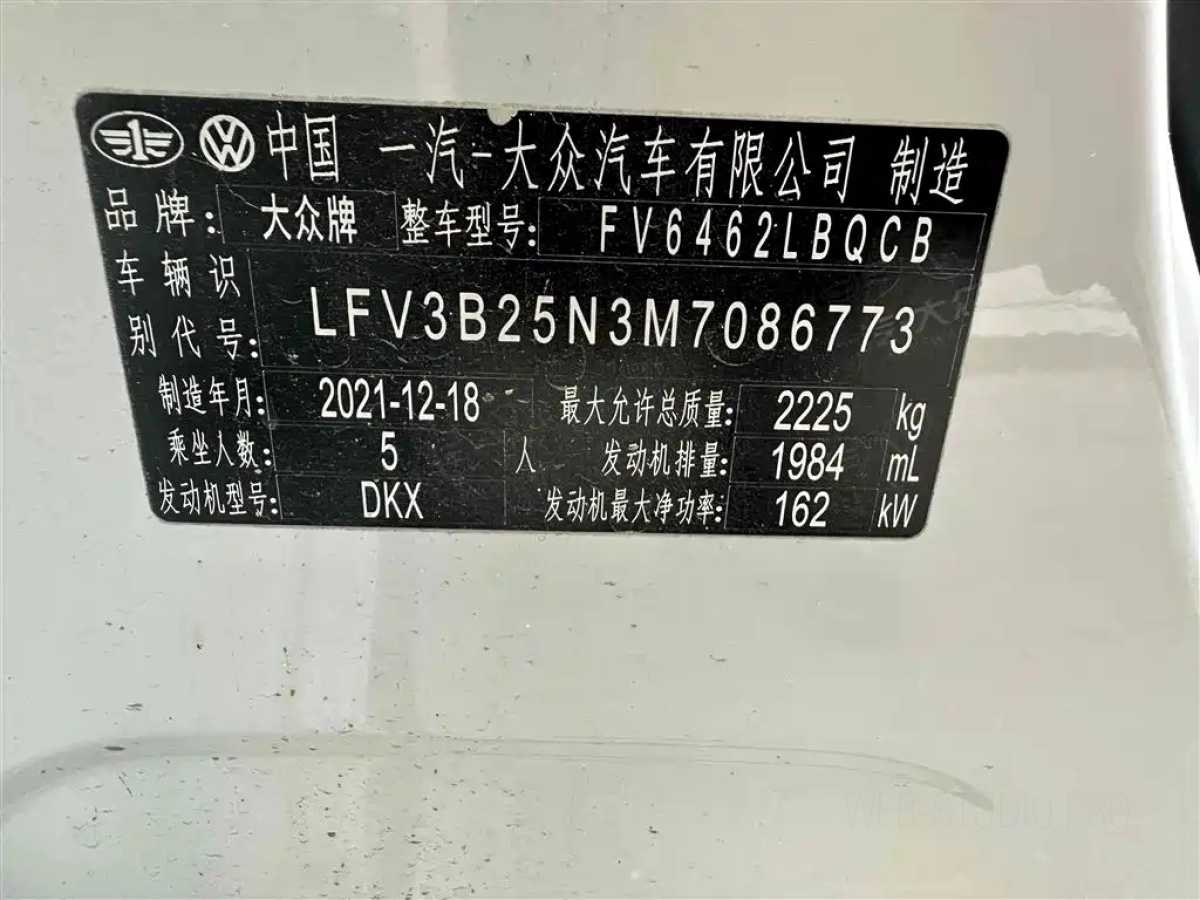 中国 一汽-大众汽车有限公司 制造
品牌: 大众牌 整车型号: FV6462LBQCB
车辆识
别代号: LFV3B25N3M7086773
制造年月: 2021-12-18 最大允许总质量: 2225 kg
乘坐人数: 5 人 发动机排量: 1984 mL
发动机型号: DKX 发动机最大净功率: 162 kW
WEB-STUDIO.PRO